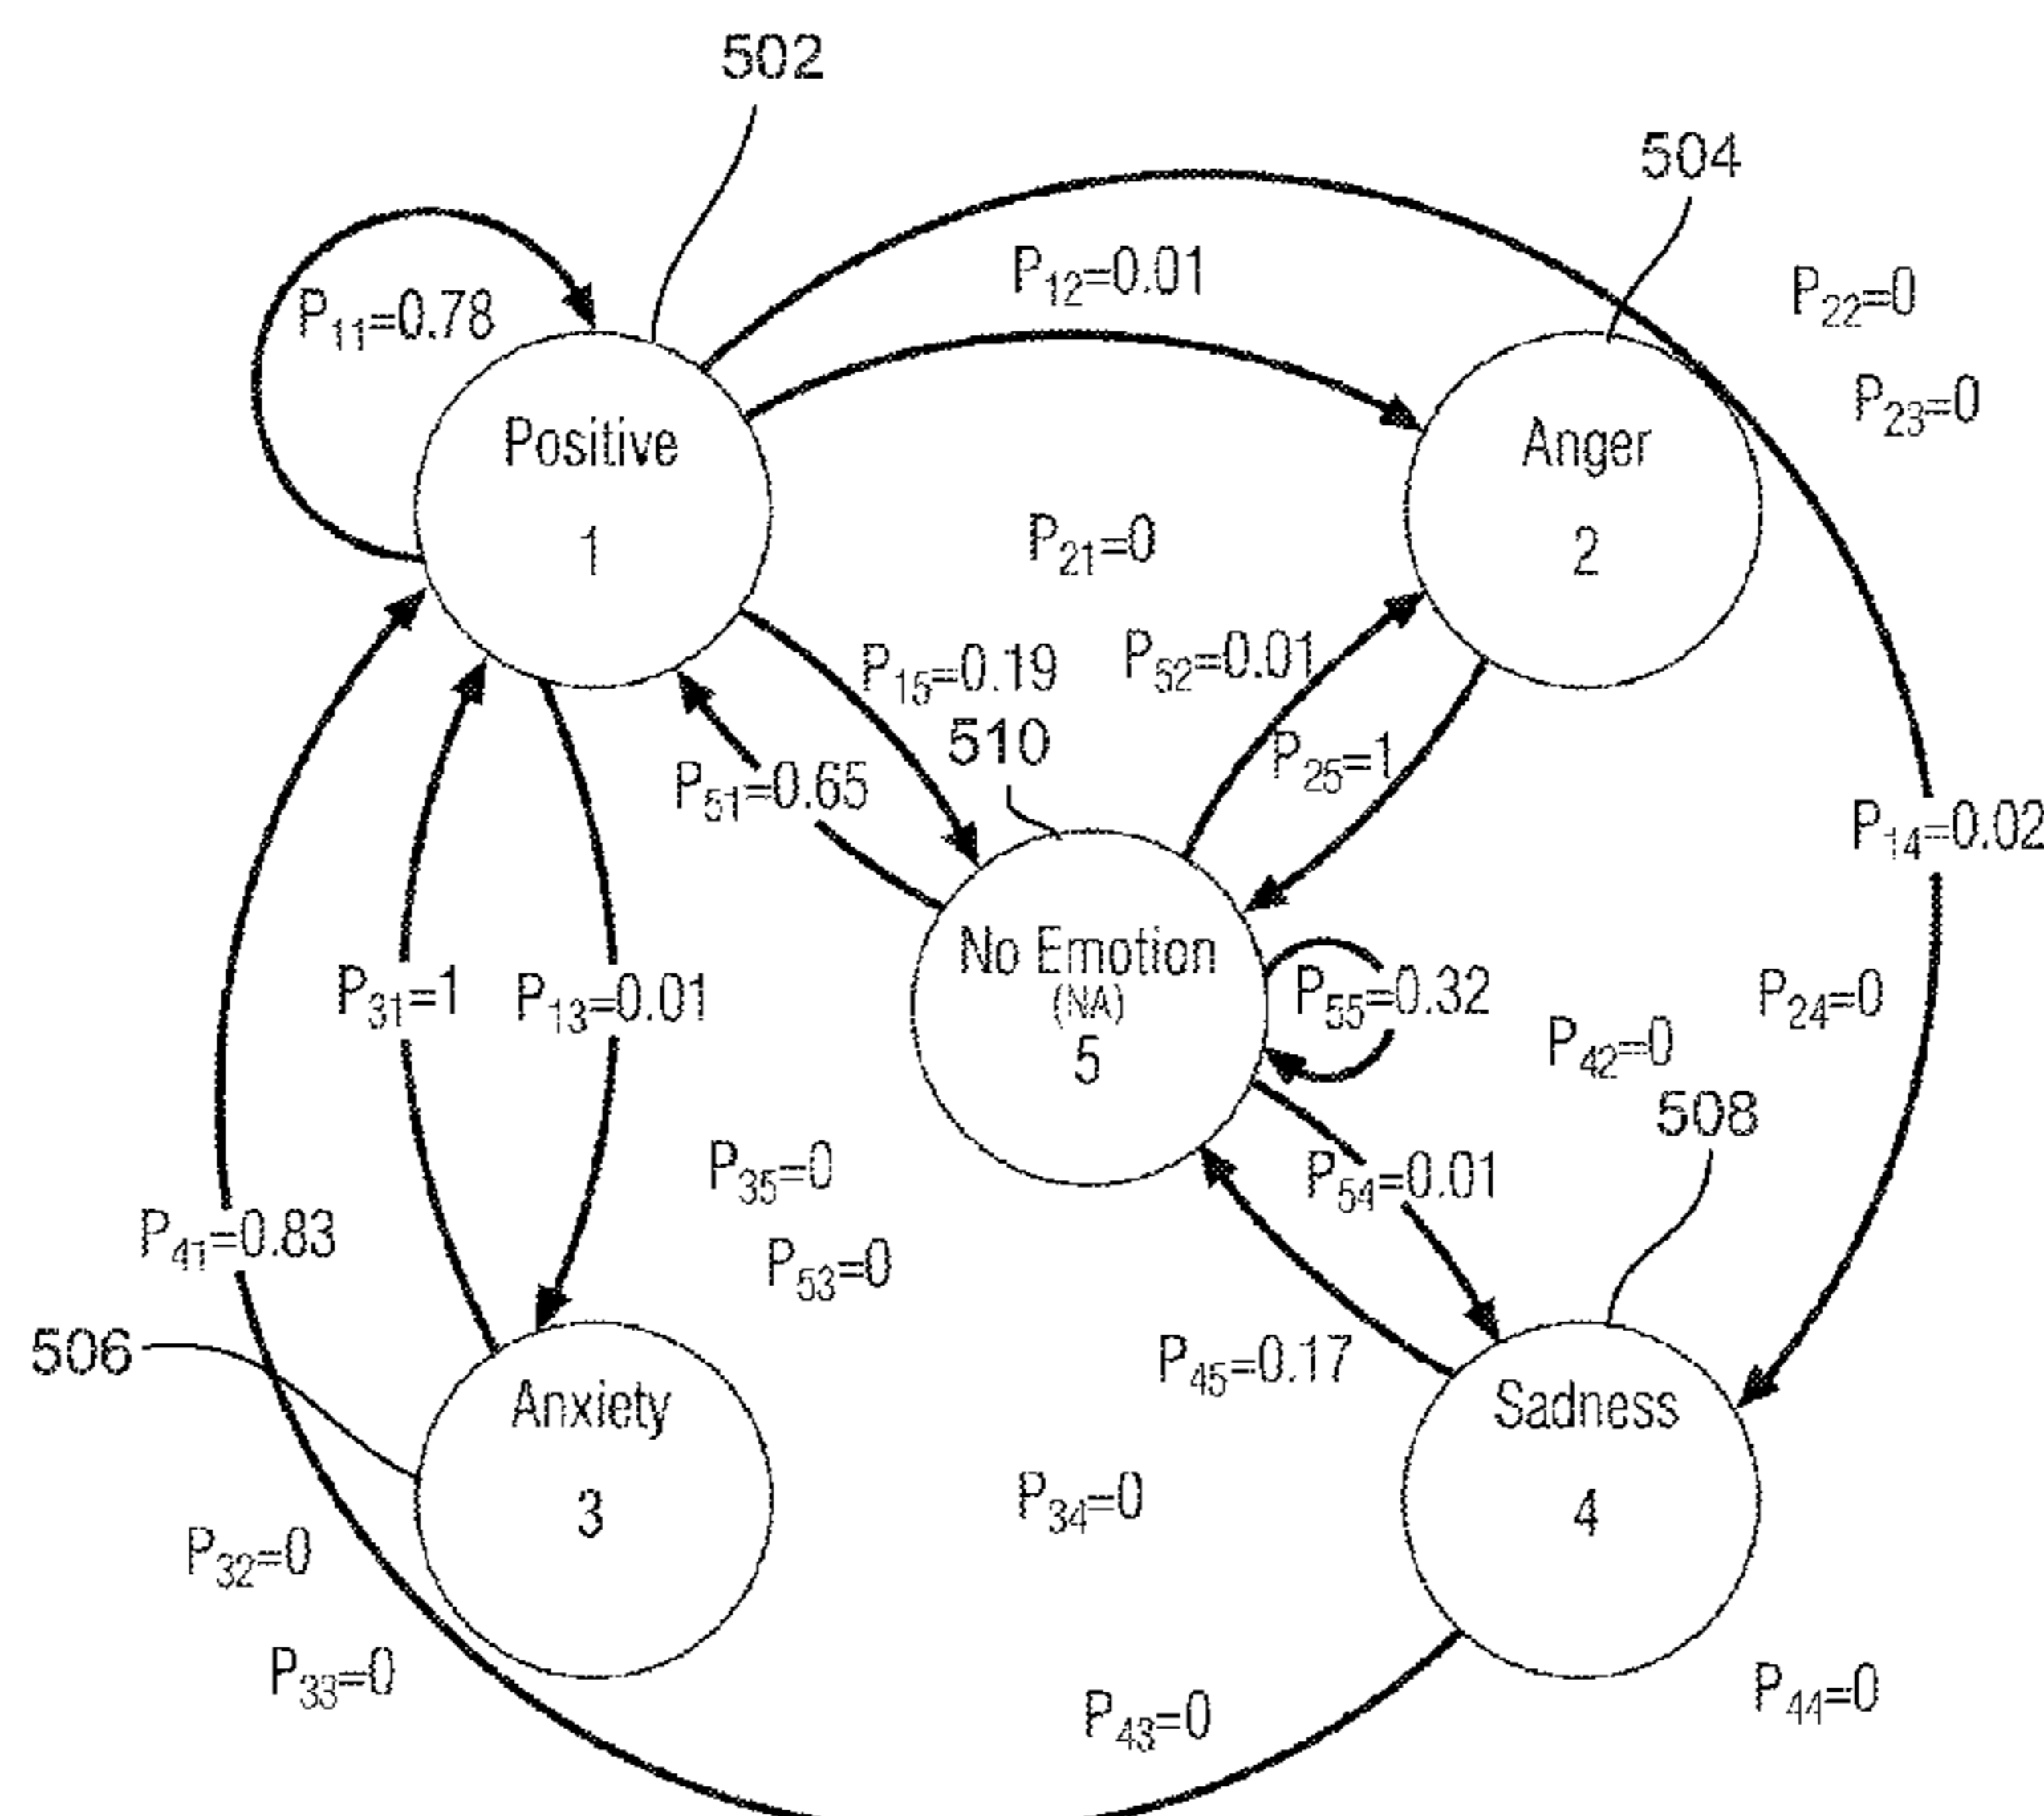 502
504
P12=0.01
P22=0
P11=0.78
P23=0
Positive
1
Anger
2
P21=0
P15=0.19
P52=0.01
510
P25=1
P51=0.65
P14=0.02
No Emotion
(NA)
5
P55=0.32
P24=0
P31=1
P13=0.01
P42=0
508
P35=0
P54=0.01
P41=0.83
P53=0
506
P45=0.17
Anxiety
3
Sadness
4
P34=0
P32=0
P33=0
P43=0
P44=0